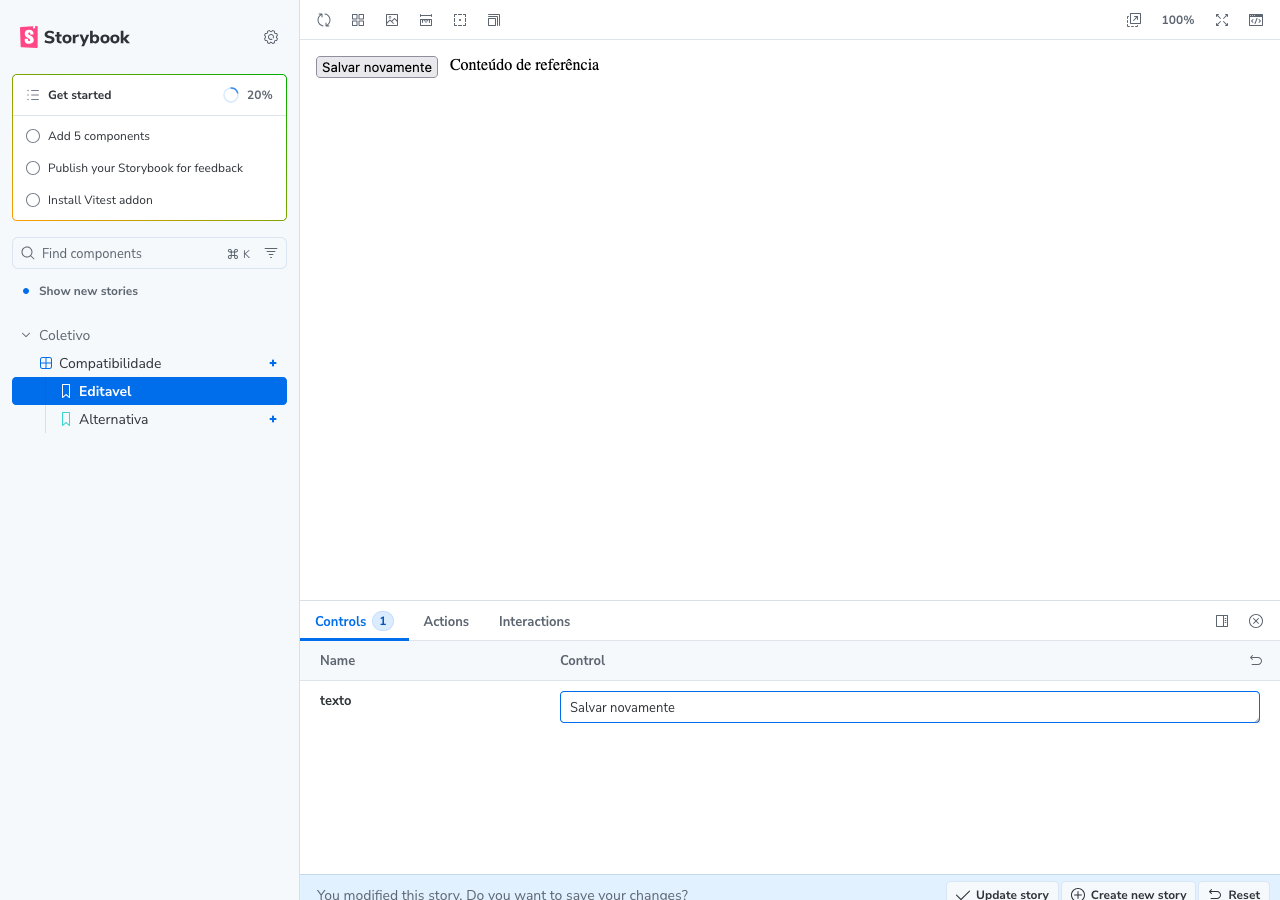 Storybook
Get started
20%
Add 5 components
Publish your Storybook for feedback
Install Vitest addon
Find components
⌘ K
Show new stories
Coletivo
Compatibilidade
Editavel
Alternativa
100%
Salvar novamente
Conteúdo de referência
Controls 1
Actions
Interactions
Name
Control
texto
Salvar novamente
You modified this story. Do you want to save your changes?
Update story
Create new story
Reset